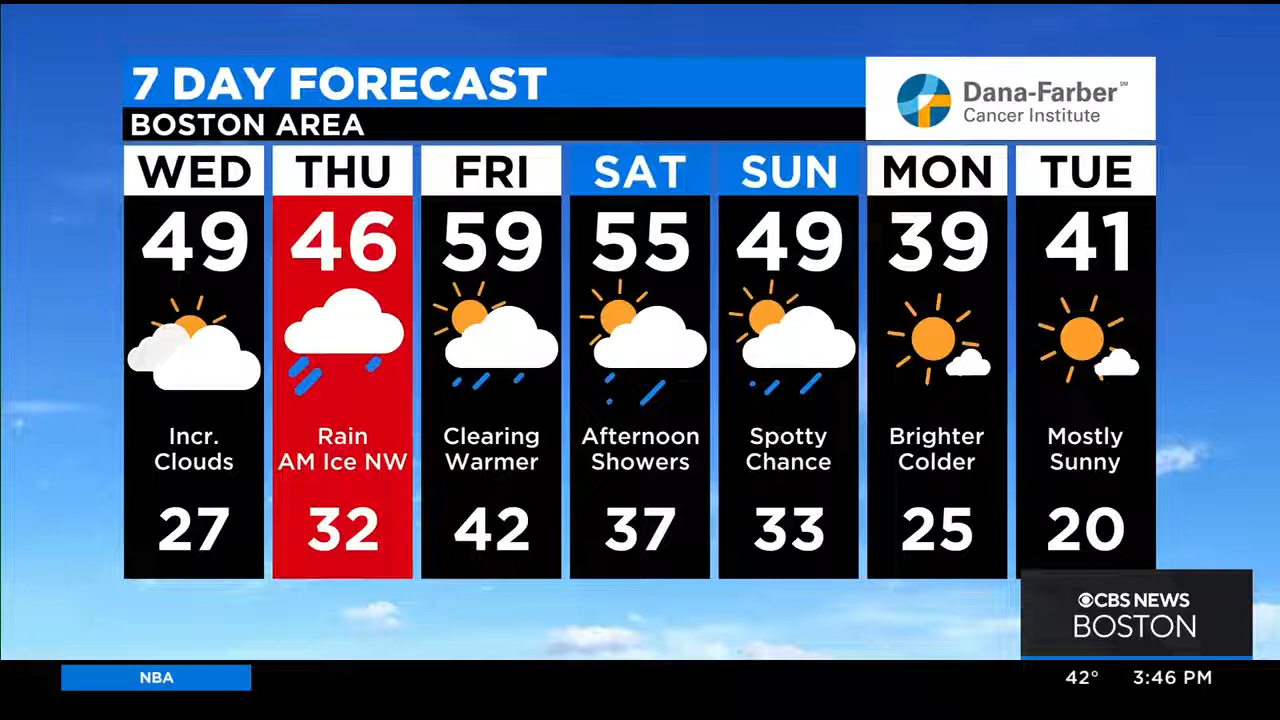 7 DAY FORECAST
BOSTON AREA
Dana-Farber℠
Cancer Institute
WED THU FRI SAT SUN MON TUE
49 46 59 55 49 39 41
Incr. Rain Clearing Afternoon Spotty Brighter Mostly
Clouds AM Ice NW Warmer Showers Chance Colder Sunny
27 32 42 37 33 25 20
CBS NEWS
BOSTON
NBA 42° 3:46 PM